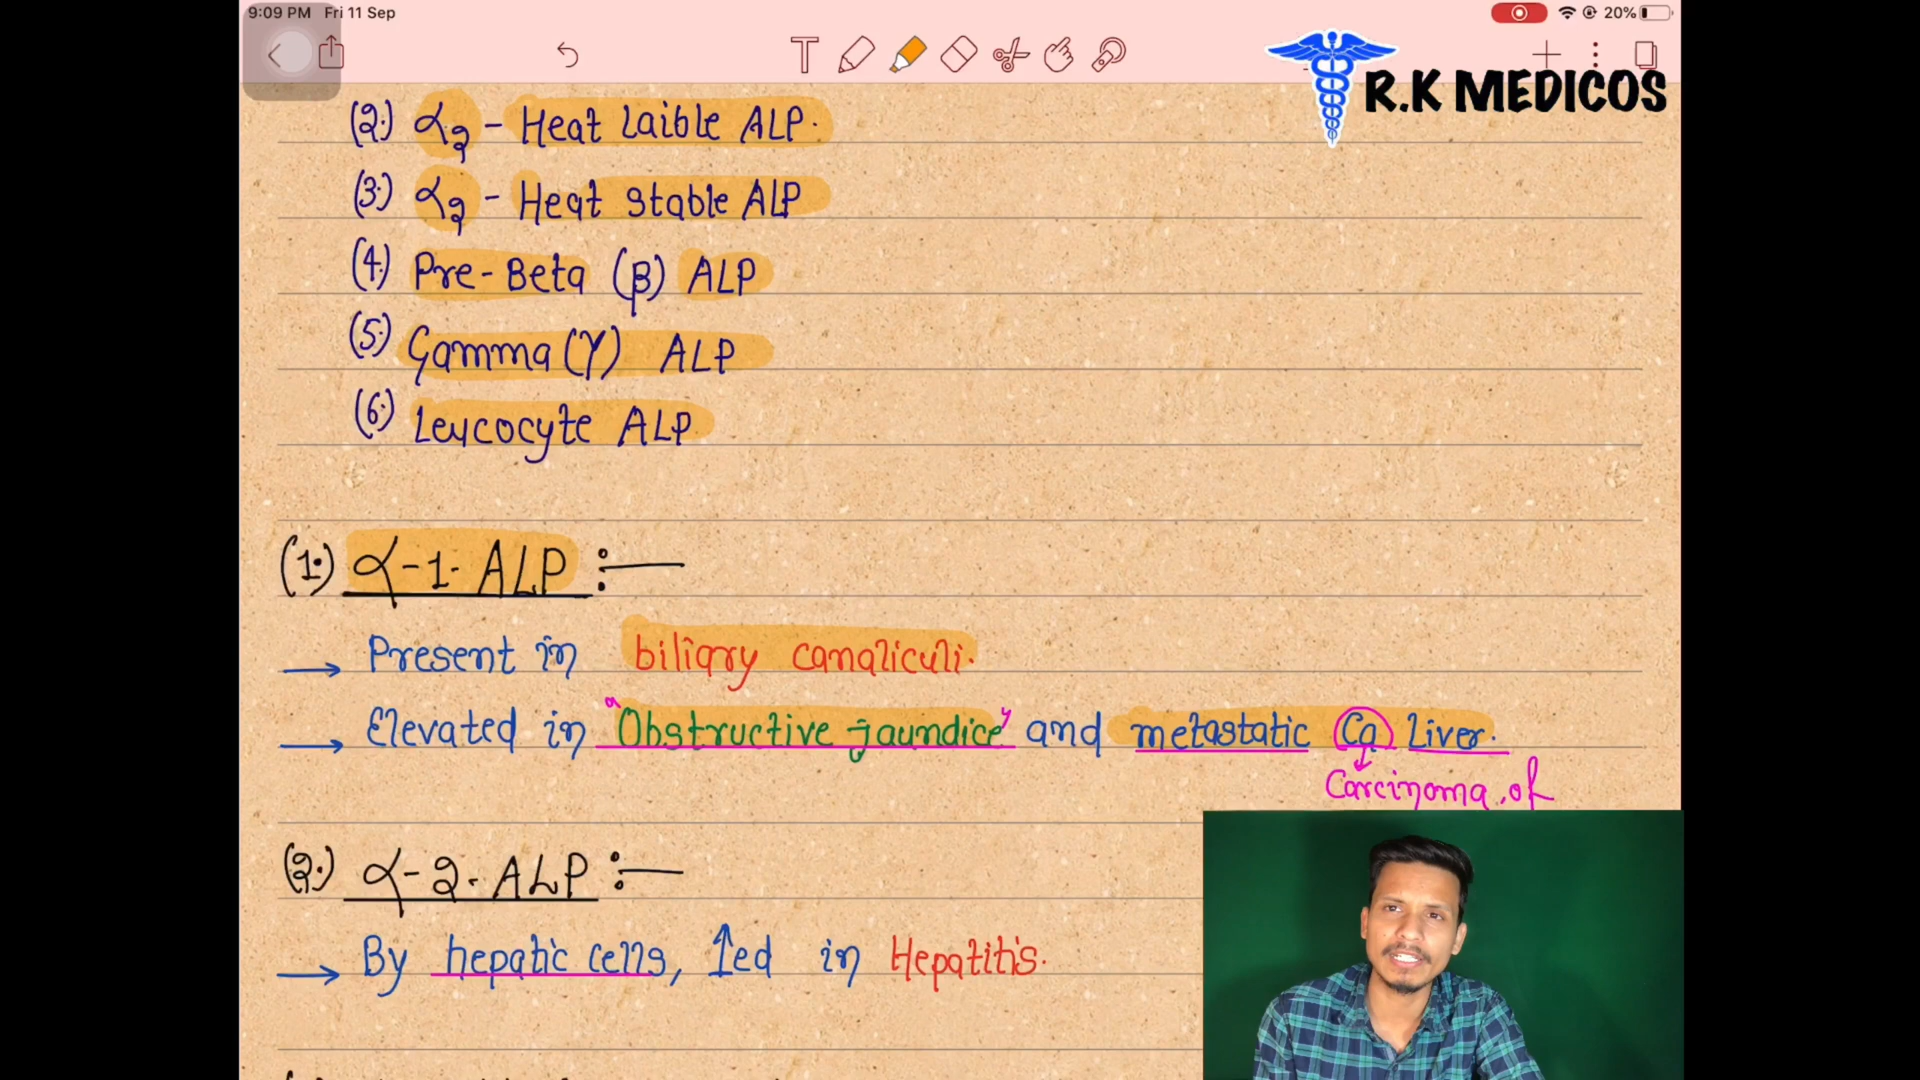 9:09 PM Fri 11 Sep
20%
R.K MEDICOS
(2.) α2 - Heat Laible ALP.
(3.) α2 - Heat Stable ALP
(4.) Pre-Beta (β) ALP
(5.) Gamma (γ) ALP
(6.) Leucocyte ALP
(1.) α-1. ALP :—
→ Present in biliary canaliculi.
→ Elevated in "Obstructive jaundice" and metastatic Ca Liver.
Carcinoma of
(2.) α-2. ALP :—
→ By hepatic cells, ↑ed in Hepatitis.